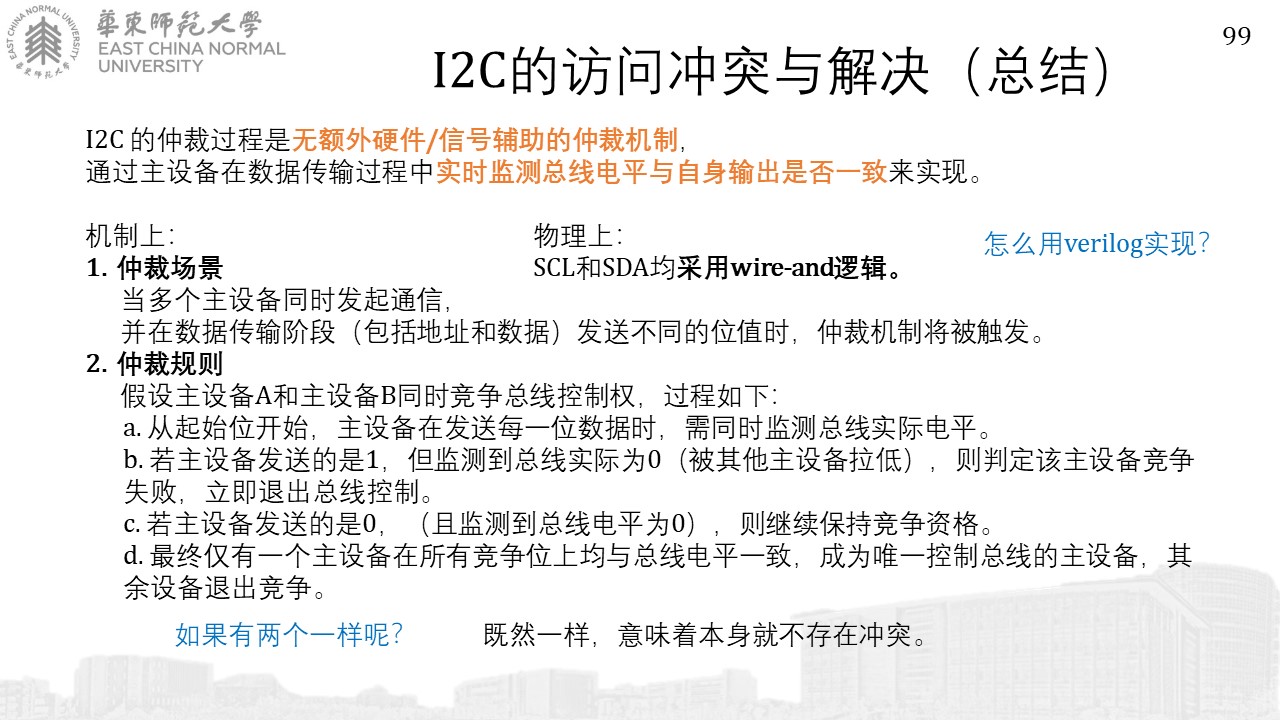 華東師範大學
EAST CHINA NORMAL
UNIVERSITY
EAST CHINA NORMAL UNIVERSITY
華東師範大學
99
I2C的访问冲突与解决（总结）
I2C 的仲裁过程是无额外硬件/信号辅助的仲裁机制，
通过主设备在数据传输过程中实时监测总线电平与自身输出是否一致来实现。
机制上：
物理上：
怎么用verilog实现？
1. 仲裁场景
SCL和SDA均采用wire-and逻辑。
当多个主设备同时发起通信，
并在数据传输阶段（包括地址和数据）发送不同的位值时，仲裁机制将被触发。
2. 仲裁规则
假设主设备A和主设备B同时竞争总线控制权，过程如下：
a. 从起始位开始，主设备在发送每一位数据时，需同时监测总线实际电平。
b. 若主设备发送的是1，但监测到总线实际为0（被其他主设备拉低），则判定该主设备竞争
失败，立即退出总线控制。
c. 若主设备发送的是0，（且监测到总线电平为0），则继续保持竞争资格。
d. 最终仅有一个主设备在所有竞争位上均与总线电平一致，成为唯一控制总线的主设备，其
余设备退出竞争。
如果有两个一样呢？
既然一样，意味着本身就不存在冲突。